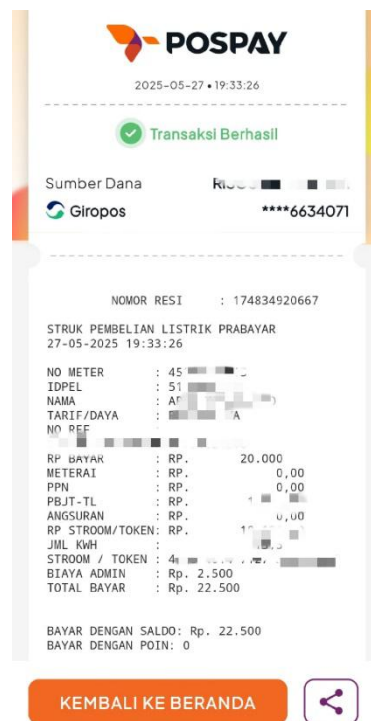 POSPAY
2025-05-27 • 19:33:26
Transaksi Berhasil
Sumber Dana
Giropos ****6634071
NOMOR RESI : 174834920667
STRUK PEMBELIAN LISTRIK PRABAYAR
27-05-2025 19:33:26
NO METER : 45
IDPEL : 51
NAMA :
TARIF/DAYA :
NO REF
RP BAYAR : RP. 20.000
METERAI : RP. 0,00
PPN : RP. 0,00
PBJT-TL : RP.
ANGSURAN : RP. 0,00
RP STROOM/TOKEN: RP.
JML KWH :
STROOM / TOKEN :
BIAYA ADMIN : Rp. 2.500
TOTAL BAYAR : Rp. 22.500
BAYAR DENGAN SALDO: Rp. 22.500
BAYAR DENGAN POIN: 0
KEMBALI KE BERANDA